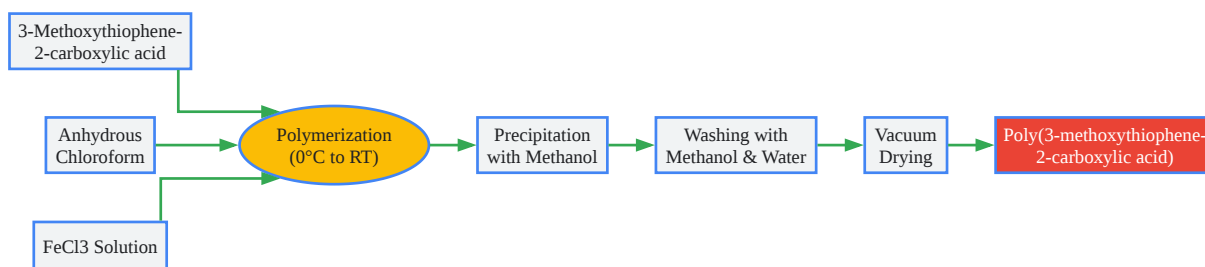 3-Methoxythiophene-
2-carboxylic acid
Anhydrous
Chloroform
FeCl3 Solution
Polymerization
(0°C to RT)
Precipitation
with Methanol
Washing with
Methanol & Water
Vacuum
Drying
Poly(3-methoxythiophene-
2-carboxylic acid)